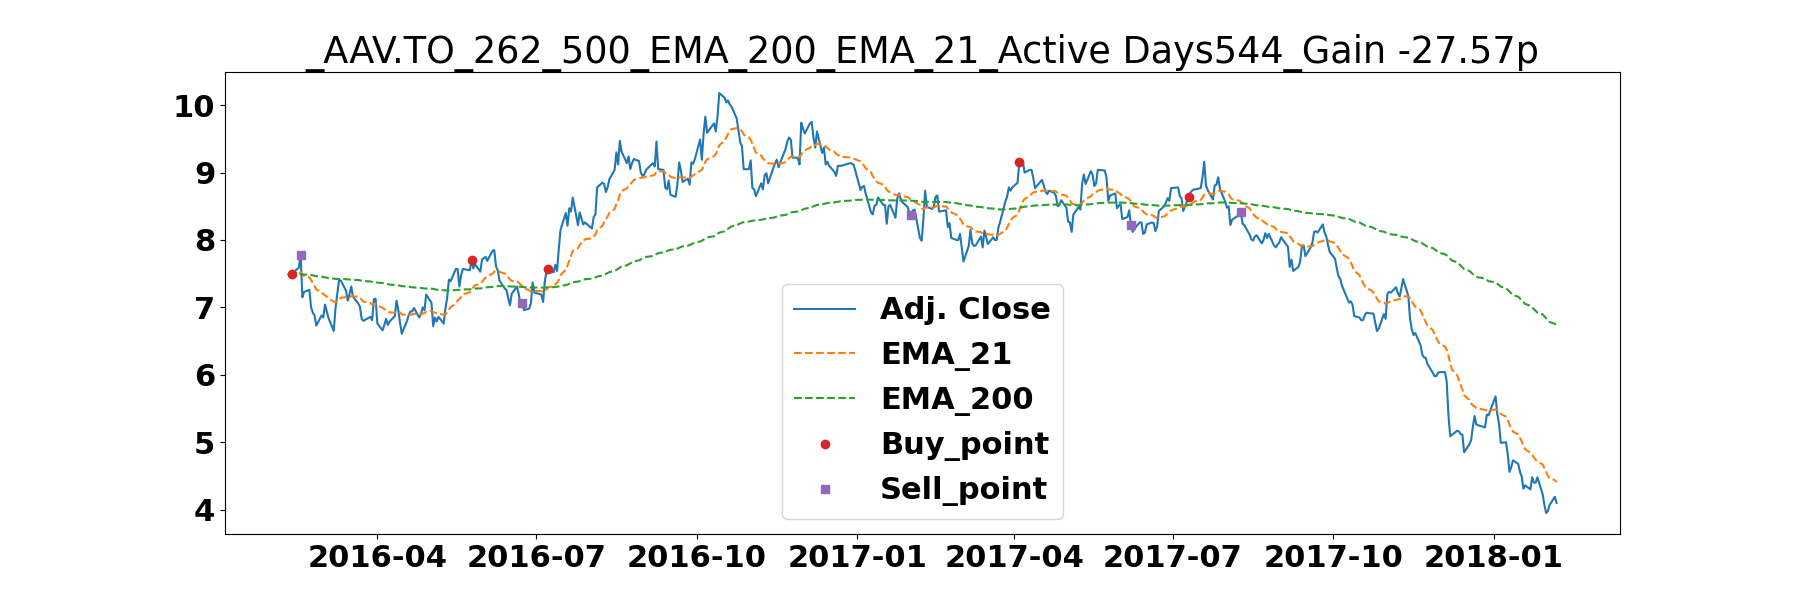 _AAV.TO_262_500_EMA_200_EMA_21_Active Days544_Gain -27.57p
10
9
8
7
6
5
4
Adj. Close
EMA_21
EMA_200
Buy_point
Sell_point
2016-04 2016-07 2016-10 2017-01 2017-04 2017-07 2017-10 2018-01